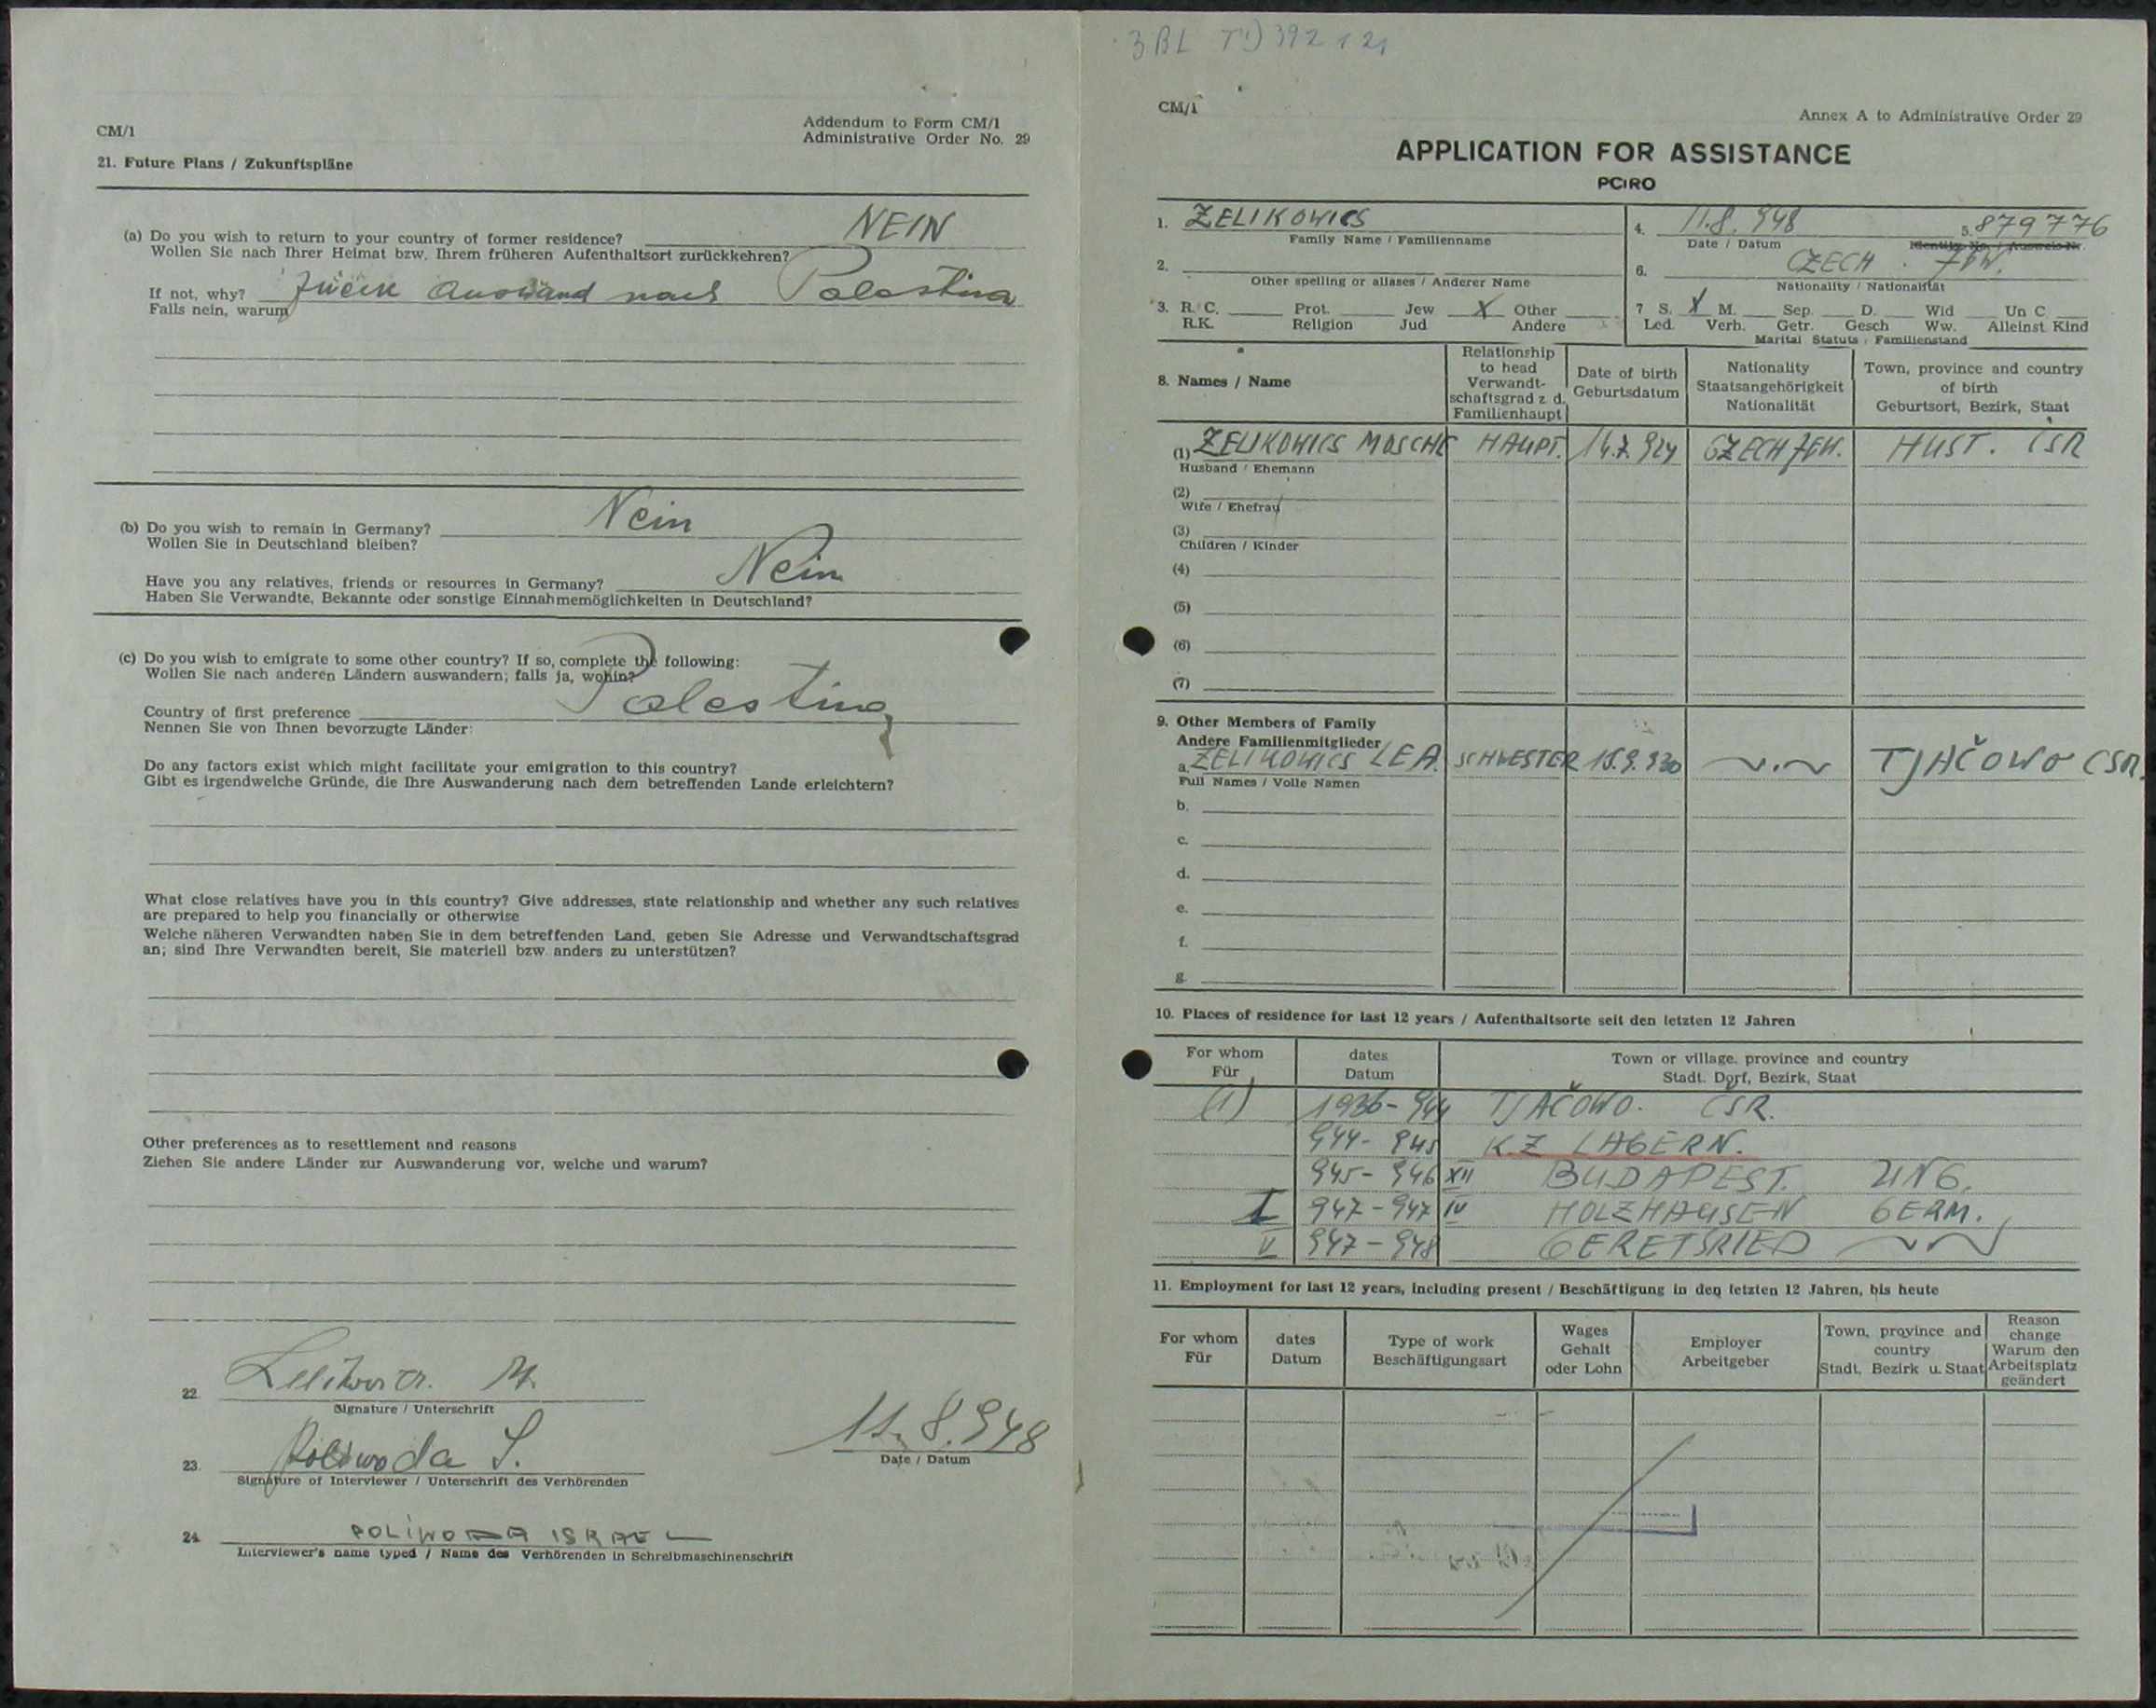 CM/1
Addendum to Form CM/1
Administrative Order No. 29
21. Future Plans / Zukunftspläne
(a) Do you wish to return to your country of former residence? NEIN
Wollen Sie nach Ihrer Heimat bzw. Ihrem früheren Aufenthaltsort zurückkehren?
If not, why? nach Palestina
Falls nein, warum
(b) Do you wish to remain in Germany? Nein
Wollen Sie in Deutschland bleiben?
Have you any relatives, friends or resources in Germany? Nein
Haben Sie Verwandte, Bekannte oder sonstige Einnahmemöglichkeiten in Deutschland?
(c) Do you wish to emigrate to some other country? If so, complete the following:
Wollen Sie nach anderen Ländern auswandern; falls ja, wohin?
Country of first preference Palestina
Nennen Sie von Ihnen bevorzugte Länder:
Do any factors exist which might facilitate your emigration to this country?
Gibt es irgendwelche Gründe, die Ihre Auswanderung nach dem betreffenden Lande erleichtern?
What close relatives have you in this country? Give addresses, state relationship and whether any such relatives
are prepared to help you financially or otherwise
Welche näheren Verwandten haben Sie in dem betreffenden Land, geben Sie Adresse und Verwandtschaftsgrad
an; sind Ihre Verwandten bereit, Sie materiell bzw. anders zu unterstützen?
Other preferences as to resettlement and reasons
Ziehen Sie andere Länder zur Auswanderung vor, welche und warum?
22. M.
Signature / Unterschrift
23. Poliwoda S.
Signature of Interviewer / Unterschrift des Verhörenden
11. 8. 948
Date / Datum
24. POLIWODA ISRAEL
Interviewer's name typed / Name des Verhörenden in Schreibmaschinenschrift
3 BL TD 392 121
CM/1
Annex A to Administrative Order 29
APPLICATION FOR ASSISTANCE
PCIRO
1. ZELIKOWICS
Family Name / Familienname
4. 11.8.948 5. 879776
Date / Datum Identity No. / Ausweis-Nr.
2.
Other spelling or aliases / Anderer Name
6. CZECH JEW.
Nationality / Nationalität
3. R. C. Prot. Jew X Other
R.K. Religion Jud Andere
7 S. X M. Sep. D. Wid Un C
Led. Verh. Getr. Gesch Ww. Alleinst. Kind
Marital Statuts / Familienstand
8. Names / Name
Relationship to head Verwandt-schaftsgrad z. d. Familienhaupt
Date of birth Geburtsdatum
Nationality Staatsangehörigkeit Nationalität
Town, province and country of birth Geburtsort, Bezirk, Staat
(1) ZELIKOWICS MOSCHE HAUPT. 14.7.924 CZECH JEW. HUST. ČSR
Husband / Ehemann
(2)
Wife / Ehefrau
(3)
Children / Kinder
(4)
(5)
(6)
(7)
9. Other Members of Family
Andere Familienmitglieder
a. ZELIKOWICS LEA. SCHWESTER 15.9.930 TJAČOWO ČSR.
Full Names / Volle Namen
b.
c.
d.
e.
f.
g.
10. Places of residence for last 12 years / Aufenthaltsorte seit den letzten 12 Jahren
For whom Für
dates Datum
Town or village, province and country
Stadt. Dorf, Bezirk, Staat
(1) 1936-944 TJAČOWO. ČSR.
944-945 K.Z LAGERN.
945-946 XII BUDAPEST. UNG.
I 947-947 IV HOLZHAUSEN GERM.
V 947-948 GERETSRIED
11. Employment for last 12 years, including present / Beschäftigung in den letzten 12 Jahren, bis heute
For whom Für
dates Datum
Type of work Beschäftigungsart
Wages Gehalt oder Lohn
Employer Arbeitgeber
Town, province and country Stadt, Bezirk u. Staat
Reason change Warum den Arbeitsplatz geändert